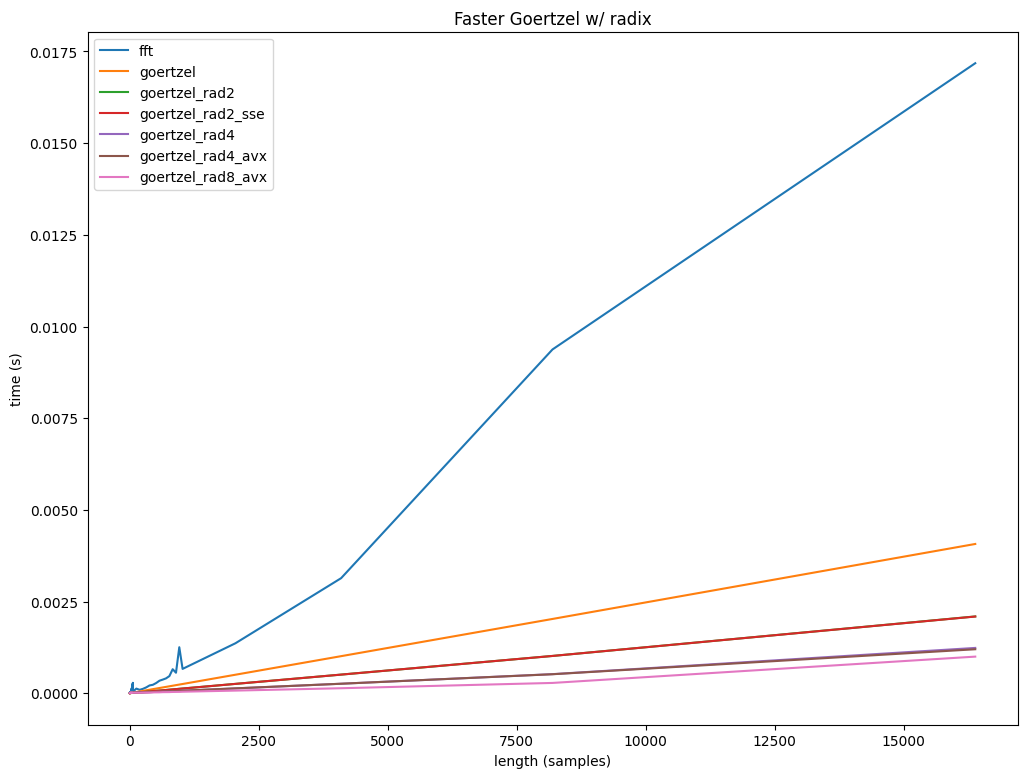 Faster Goertzel w/ radix
fft
goertzel
goertzel_rad2
goertzel_rad2_sse
goertzel_rad4
goertzel_rad4_avx
goertzel_rad8_avx
time (s)
0.0175
0.0150
0.0125
0.0100
0.0075
0.0050
0.0025
0.0000
0 2500 5000 7500 10000 12500 15000
length (samples)